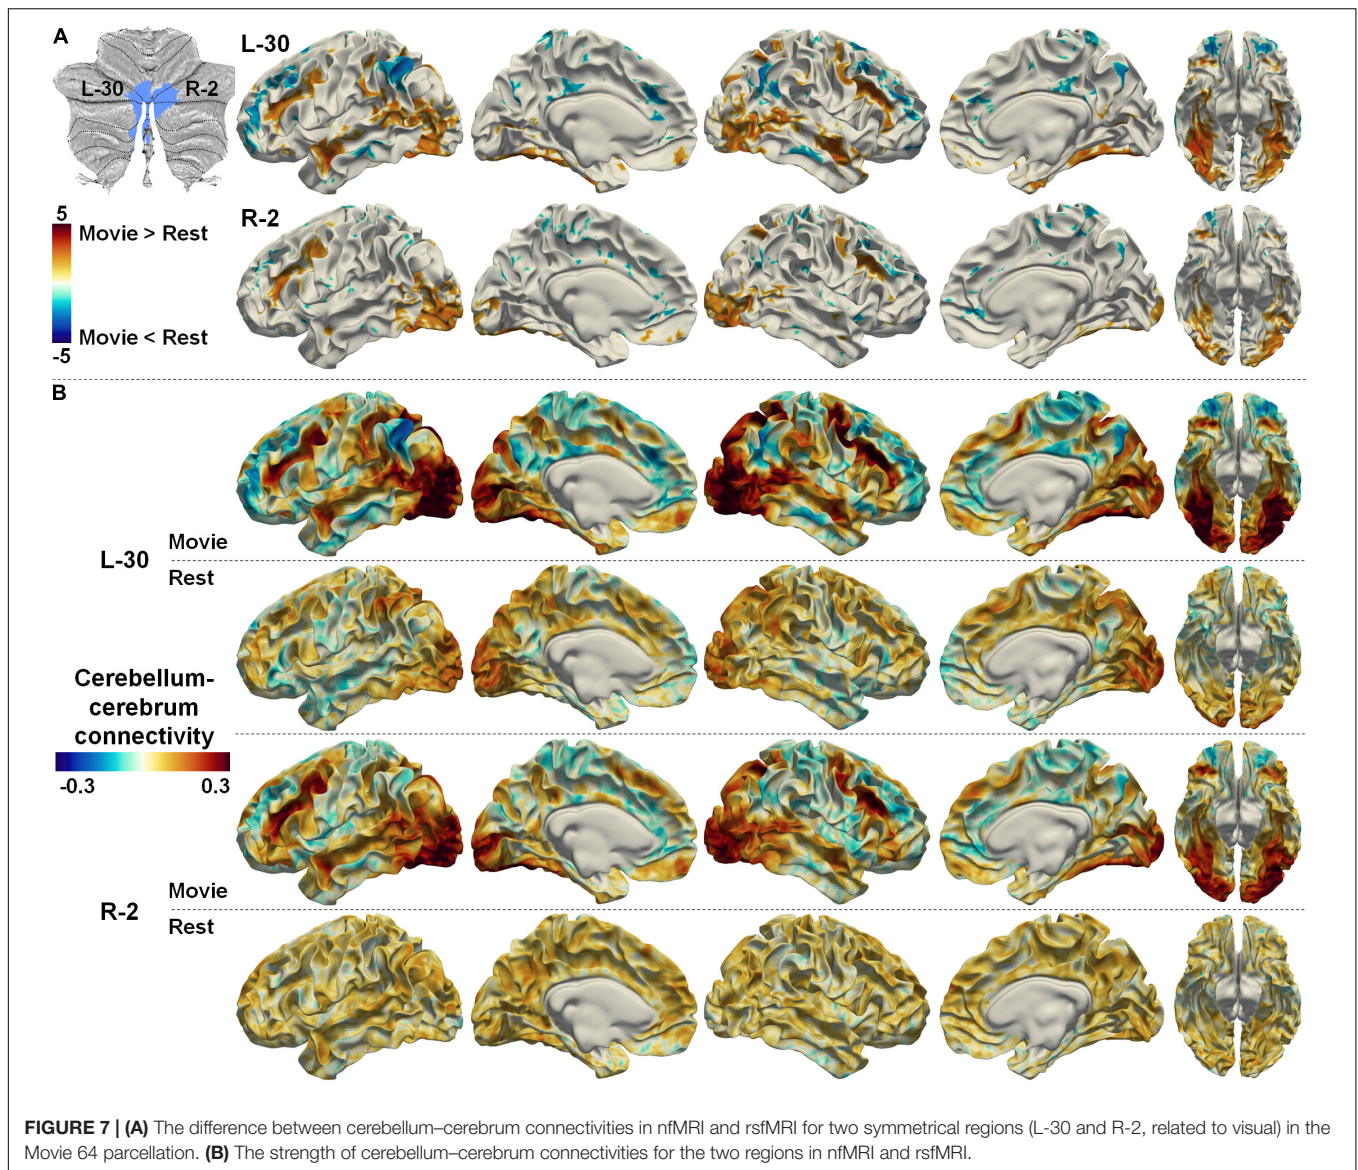 A
L-30
R-2
L-30
5
Movie > Rest
Movie < Rest
-5
R-2
B
Movie
L-30
Rest
Cerebellum-
cerebrum
connectivity
-0.3 0.3
Movie
R-2
Rest
FIGURE 7 | (A) The difference between cerebellum–cerebrum connectivities in nfMRI and rsfMRI for two symmetrical regions (L-30 and R-2, related to visual) in the
Movie 64 parcellation. (B) The strength of cerebellum–cerebrum connectivities for the two regions in nfMRI and rsfMRI.